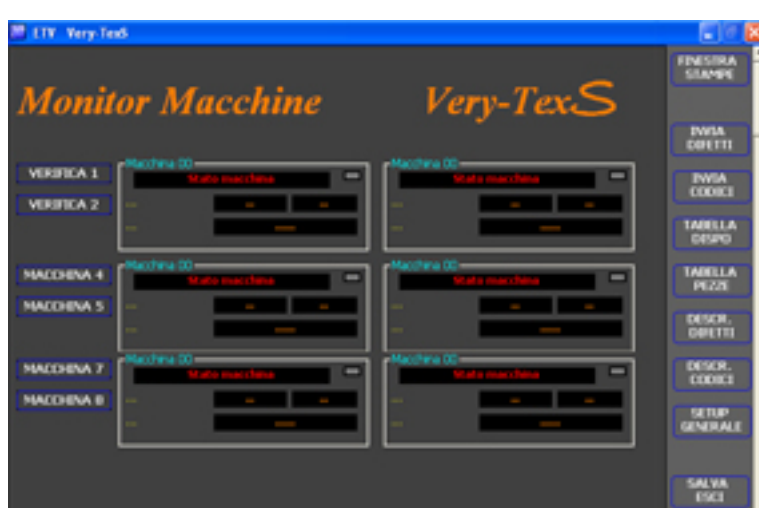 ETV Very-TexS
Monitor Macchine Very-TexS
FINESTRA
STAMPE
INVIA
DIFETTI
INVIA
CODICI
TABELLA
DISPO
TABELLA
PEZZE
DESCR.
DIFETTI
DESCR.
CODICI
SETUP
GENERALE
SALVA
ESCI
VERIFICA 1
VERIFICA 2
Macchina 00
Stato macchina
--- -- --
--- ----
Macchina 00
Stato macchina
--- -- --
--- ----
MACCHINA 4
MACCHINA 5
Macchina 00
Stato macchina
--- -- --
--- ----
Macchina 00
Stato macchina
--- -- --
--- ----
MACCHINA 7
MACCHINA 8
Macchina 00
Stato macchina
--- -- --
--- ----
Macchina 00
Stato macchina
--- -- --
--- ----